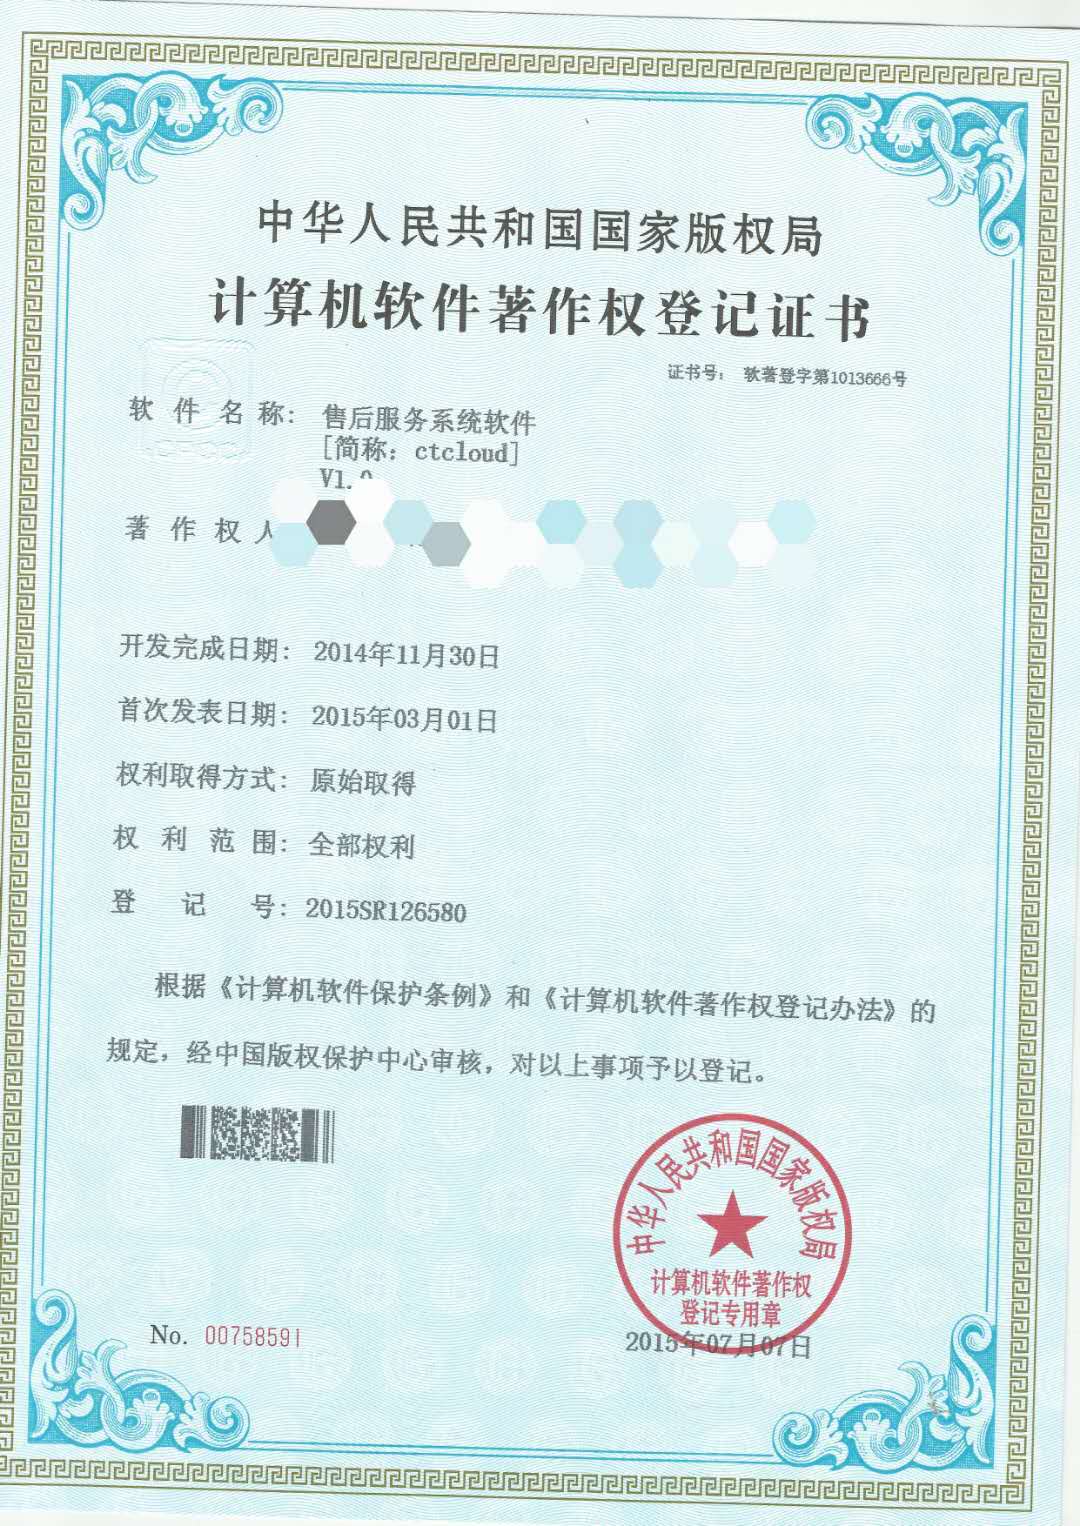 中华人民共和国国家版权局
计算机软件著作权登记证书
证书号： 软著登字第1013666号
软件名称： 售后服务系统软件
[简称：ctcloud]
V1.0
著作权人
开发完成日期： 2014年11月30日
首次发表日期： 2015年03月01日
权利取得方式： 原始取得
权利范围： 全部权利
登记号： 2015SR126580
根据《计算机软件保护条例》和《计算机软件著作权登记办法》的
规定，经中国版权保护中心审核，对以上事项予以登记。
中华人民共和国国家版权局
计算机软件著作权
登记专用章
No. 00758591
2015年07月07日